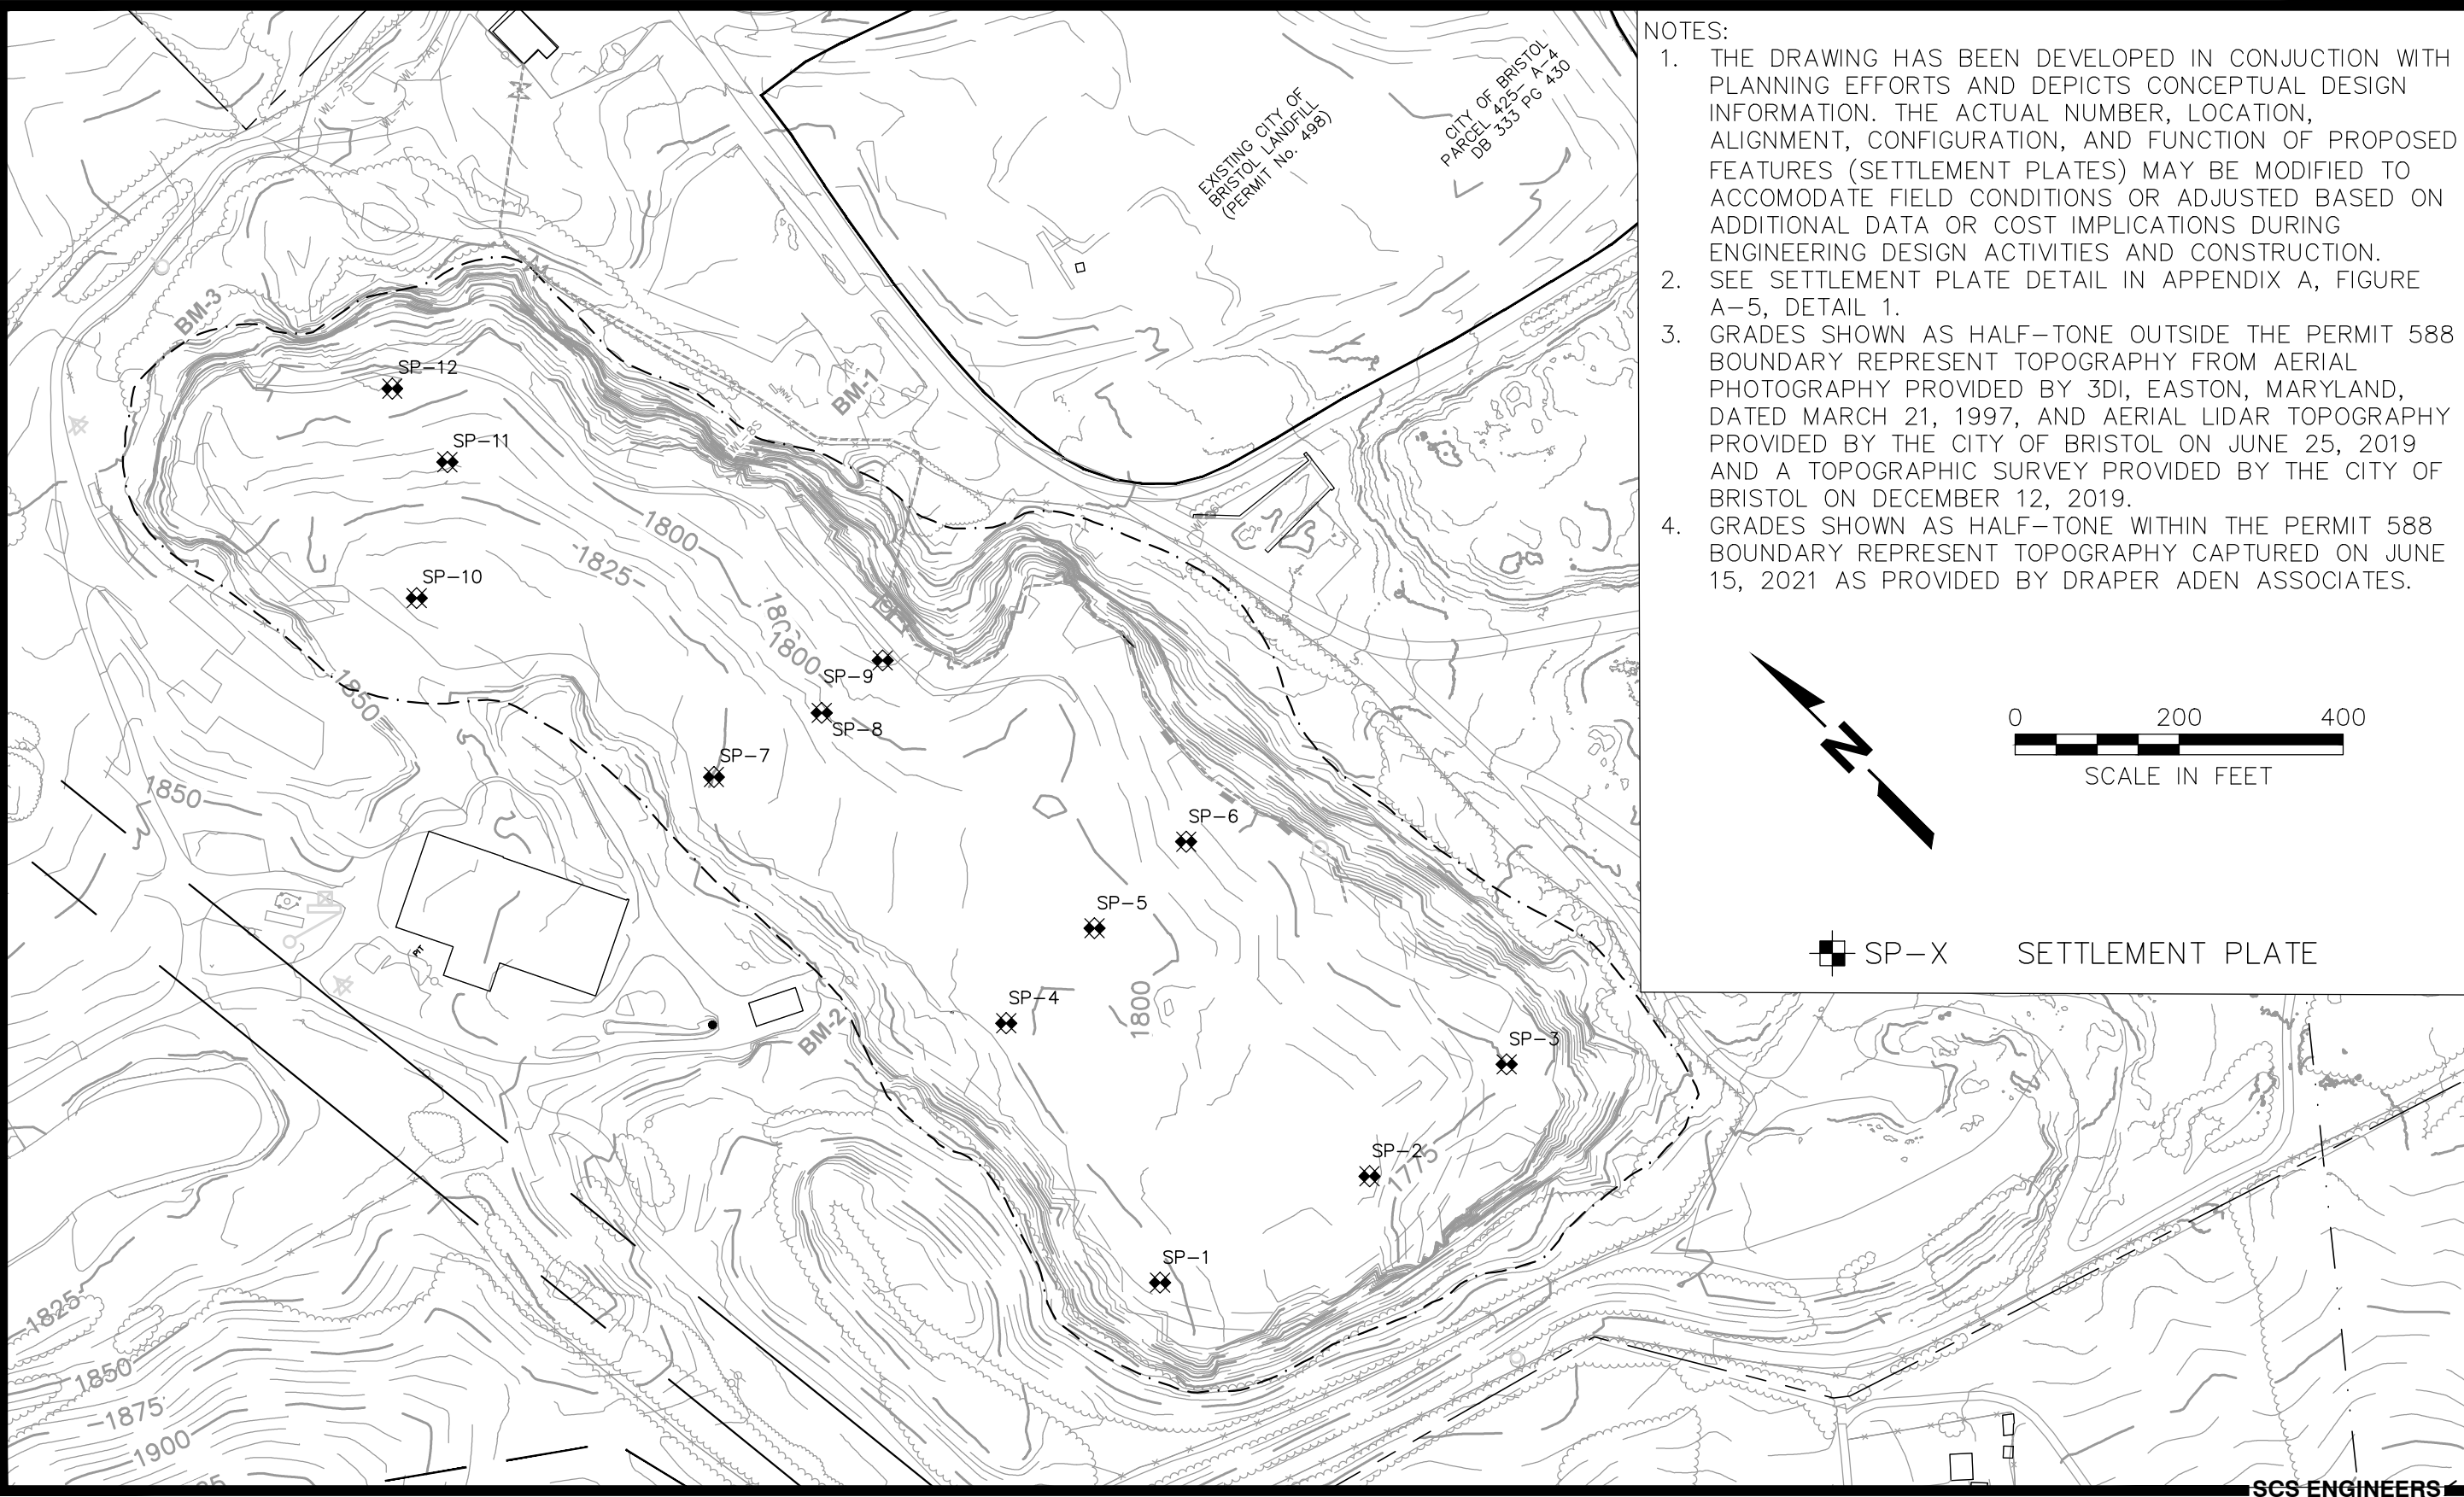 NOTES:
1. THE DRAWING HAS BEEN DEVELOPED IN CONJUCTION WITH
PLANNING EFFORTS AND DEPICTS CONCEPTUAL DESIGN
INFORMATION. THE ACTUAL NUMBER, LOCATION,
ALIGNMENT, CONFIGURATION, AND FUNCTION OF PROPOSED
FEATURES (SETTLEMENT PLATES) MAY BE MODIFIED TO
ACCOMODATE FIELD CONDITIONS OR ADJUSTED BASED ON
ADDITIONAL DATA OR COST IMPLICATIONS DURING
ENGINEERING DESIGN ACTIVITIES AND CONSTRUCTION.
2. SEE SETTLEMENT PLATE DETAIL IN APPENDIX A, FIGURE
A-5, DETAIL 1.
3. GRADES SHOWN AS HALF-TONE OUTSIDE THE PERMIT 588
BOUNDARY REPRESENT TOPOGRAPHY FROM AERIAL
PHOTOGRAPHY PROVIDED BY 3DI, EASTON, MARYLAND,
DATED MARCH 21, 1997, AND AERIAL LIDAR TOPOGRAPHY
PROVIDED BY THE CITY OF BRISTOL ON JUNE 25, 2019
AND A TOPOGRAPHIC SURVEY PROVIDED BY THE CITY OF
BRISTOL ON DECEMBER 12, 2019.
4. GRADES SHOWN AS HALF-TONE WITHIN THE PERMIT 588
BOUNDARY REPRESENT TOPOGRAPHY CAPTURED ON JUNE
15, 2021 AS PROVIDED BY DRAPER ADEN ASSOCIATES.
N
0 200 400
SCALE IN FEET
SP-X SETTLEMENT PLATE
EXISTING CITY OF
BRISTOL LANDFILL
(PERMIT No. 498)
CITY OF BRISTOL
PARCEL 425- A-4
DB 333 PG 430
WL-7S
WL-7ALT
WL-7L
BM-3
BM-1
WL-8S
SP-12
SP-11
1800
1825
SP-10
1800
SP-9
SP-8
SP-7
1850
1850
SP-6
SP-5
PIT
SP-4
1800
BM-2
SP-3
SP-2
1775
SP-1
1825
1850
1875
1900
SCS ENGINEERS